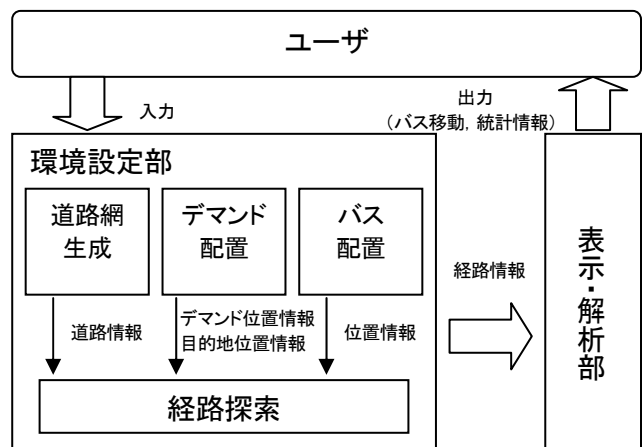 ユーザ
入力
出力
(バス移動, 統計情報)
環境設定部
道路網
生成
デマンド
配置
バス
配置
道路情報
デマンド位置情報
目的地位置情報
位置情報
経路探索
経路情報
表示・解析部